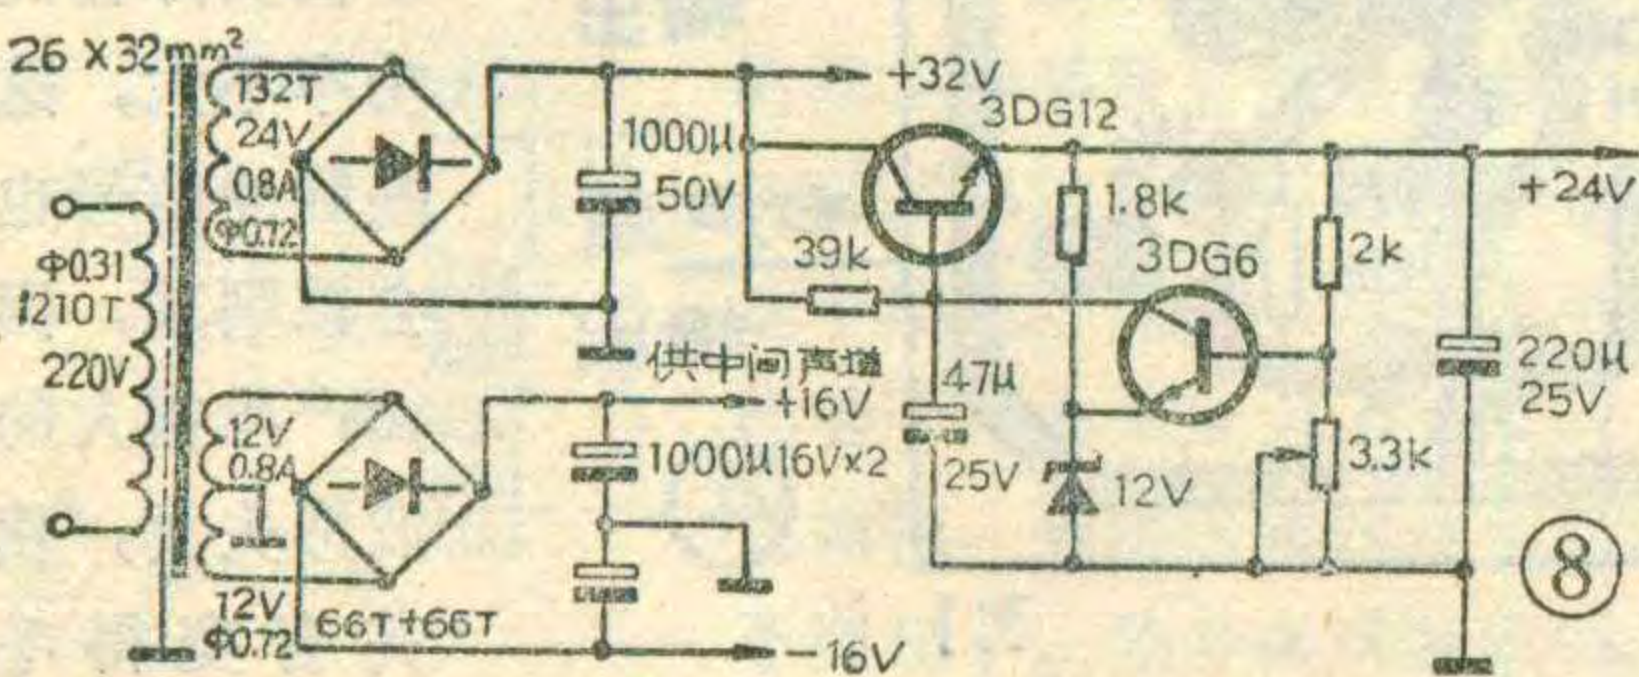 26×32mm²
132T
24V
0.8A
Φ0.72
Φ0.31
1210T
220V
1000μ
50V
+32V
3DG12
39k
1.8k
3DG6
2k
+24V
供中间声道
+16V
47μ
25V
220μ
25V
12V
0.8A
1000μ16V×2
12V
3.3k
12V
Φ0.72
66T+66T
-16V
8